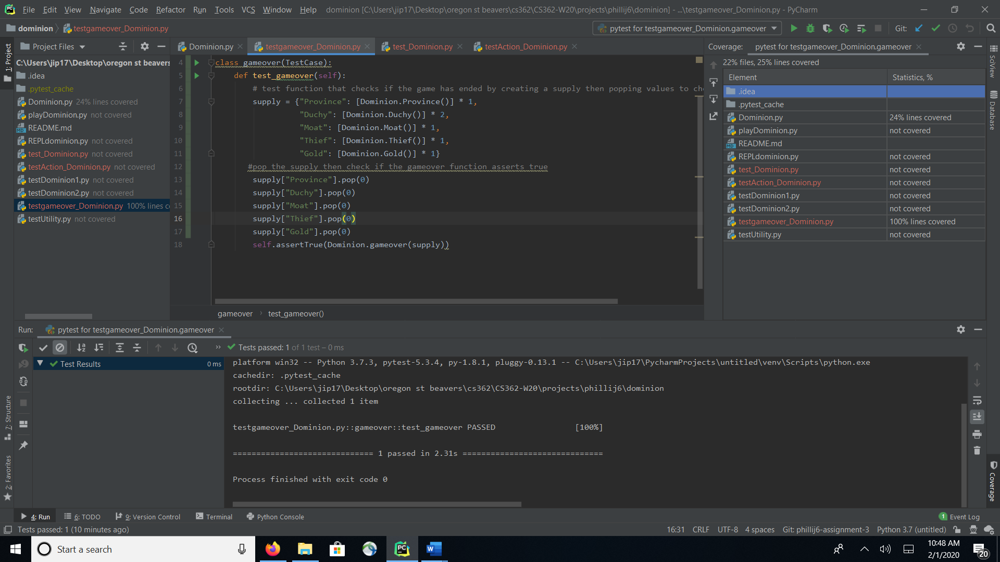 File Edit View Navigate Code Refactor Run Tools VCS Window Help dominion [C:\Users\jip17\Desktop\oregon st beavers\cs362\CS362-W20\projects\phillij6\dominion] - ...\testgameover_Dominion.py - PyCharm
dominion testgameover_Dominion.py pytest for testgameover_Dominion.gameover Git:
1: Project
Project Files
C:\Users\jip17\Desktop\oregon st beavers
.idea
.pytest_cache
Dominion.py 24% lines covered
playDominion.py not covered
README.md
REPLdominion.py not covered
test_Dominion.py not covered
testAction_Dominion.py not covered
testDominion1.py not covered
testDominion2.py not covered
testgameover_Dominion.py 100% lines c
testUtility.py not covered
Dominion.py testgameover_Dominion.py test_Dominion.py testAction_Dominion.py
4 class gameover(TestCase):
5 def test_gameover(self):
6 # test function that checks if the game has ended by creating a supply then popping values to che
7 supply = {"Province": [Dominion.Province()] * 1,
8 "Duchy": [Dominion.Duchy()] * 2,
9 "Moat": [Dominion.Moat()] * 1,
10 "Thief": [Dominion.Thief()] * 1,
11 "Gold": [Dominion.Gold()] * 1}
12 #pop the supply then check if the gameover function asserts true
13 supply["Province"].pop(0)
14 supply["Duchy"].pop(0)
15 supply["Moat"].pop(0)
16 supply["Thief"].pop(0)
17 supply["Gold"].pop(0)
18 self.assertTrue(Dominion.gameover(supply))
gameover › test_gameover()
Coverage: pytest for testgameover_Dominion.gameover
22% files, 25% lines covered
Element Statistics, %
.idea
.pytest_cache
Dominion.py 24% lines covered
playDominion.py not covered
README.md
REPLdominion.py not covered
test_Dominion.py not covered
testAction_Dominion.py not covered
testDominion1.py not covered
testDominion2.py not covered
testgameover_Dominion.py 100% lines covered
testUtility.py not covered
SciView
Database
Run: pytest for testgameover_Dominion.gameover
Tests passed: 1 of 1 test – 0 ms
Test Results 0 ms
platform win32 -- Python 3.7.3, pytest-5.3.4, py-1.8.1, pluggy-0.13.1 -- C:\Users\jip17\PycharmProjects\untitled\venv\Scripts\python.exe
cachedir: .pytest_cache
rootdir: C:\Users\jip17\Desktop\oregon st beavers\cs362\CS362-W20\projects\phillij6\dominion
collecting ... collected 1 item
testgameover_Dominion.py::gameover::test_gameover PASSED [100%]
============================== 1 passed in 2.31s ==============================
Process finished with exit code 0
7: Structure
2: Favorites
Coverage
4: Run 6: TODO 9: Version Control Terminal Python Console 1 Event Log
Tests passed: 1 (10 minutes ago) 16:31 CRLF UTF-8 4 spaces Git: phillij6-assignment-3 Python 3.7 (untitled)
Start a search
PC
W
10:48 AM
2/1/2020
20